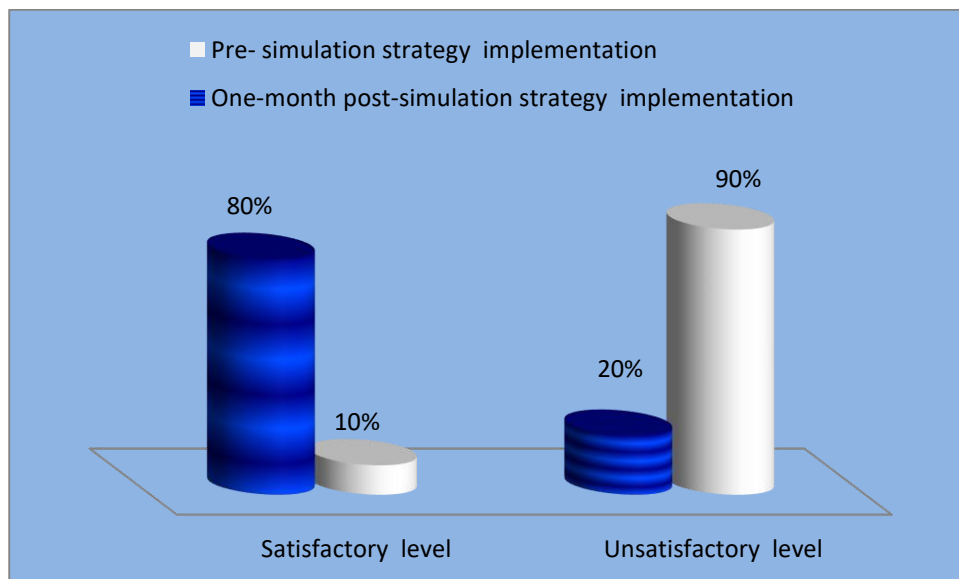 Pre- simulation strategy implementation
One-month post-simulation strategy implementation
90%
80%
20%
10%
Satisfactory level
Unsatisfactory level